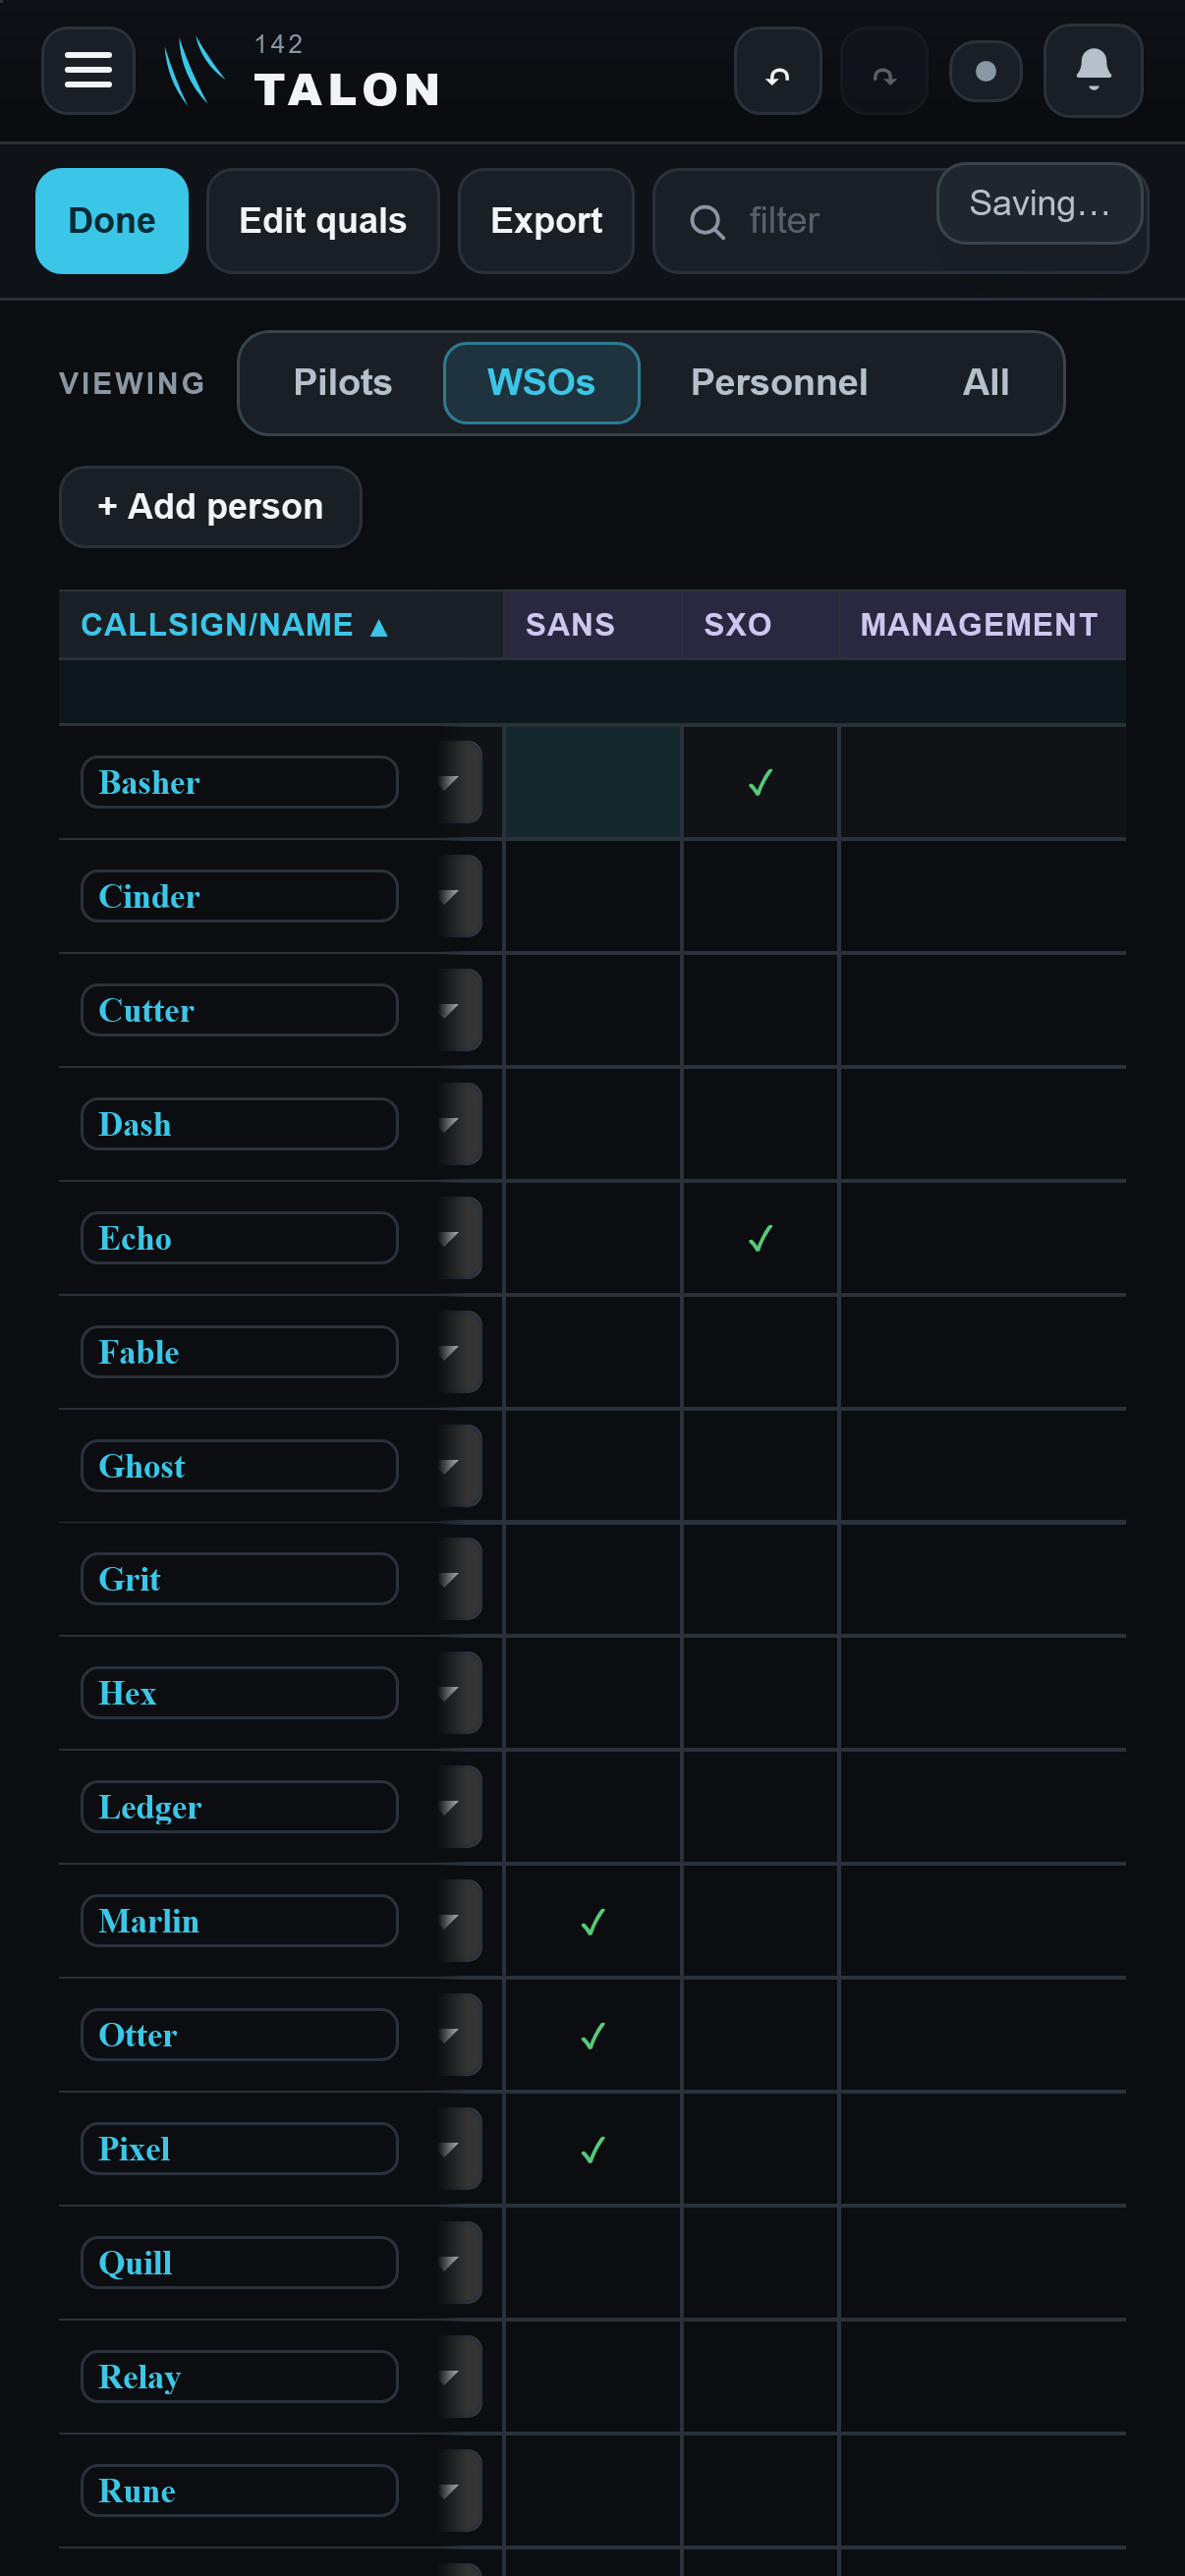 142
TALON
Done
Edit quals
Export
filter
Saving...
VIEWING
Pilots
WSOs
Personnel
All
+ Add person
CALLSIGN/NAME ▲ SANS SXO MANAGEMENT
Basher ✓
Cinder
Cutter
Dash
Echo ✓
Fable
Ghost
Grit
Hex
Ledger
Marlin ✓
Otter ✓
Pixel ✓
Quill
Relay
Rune